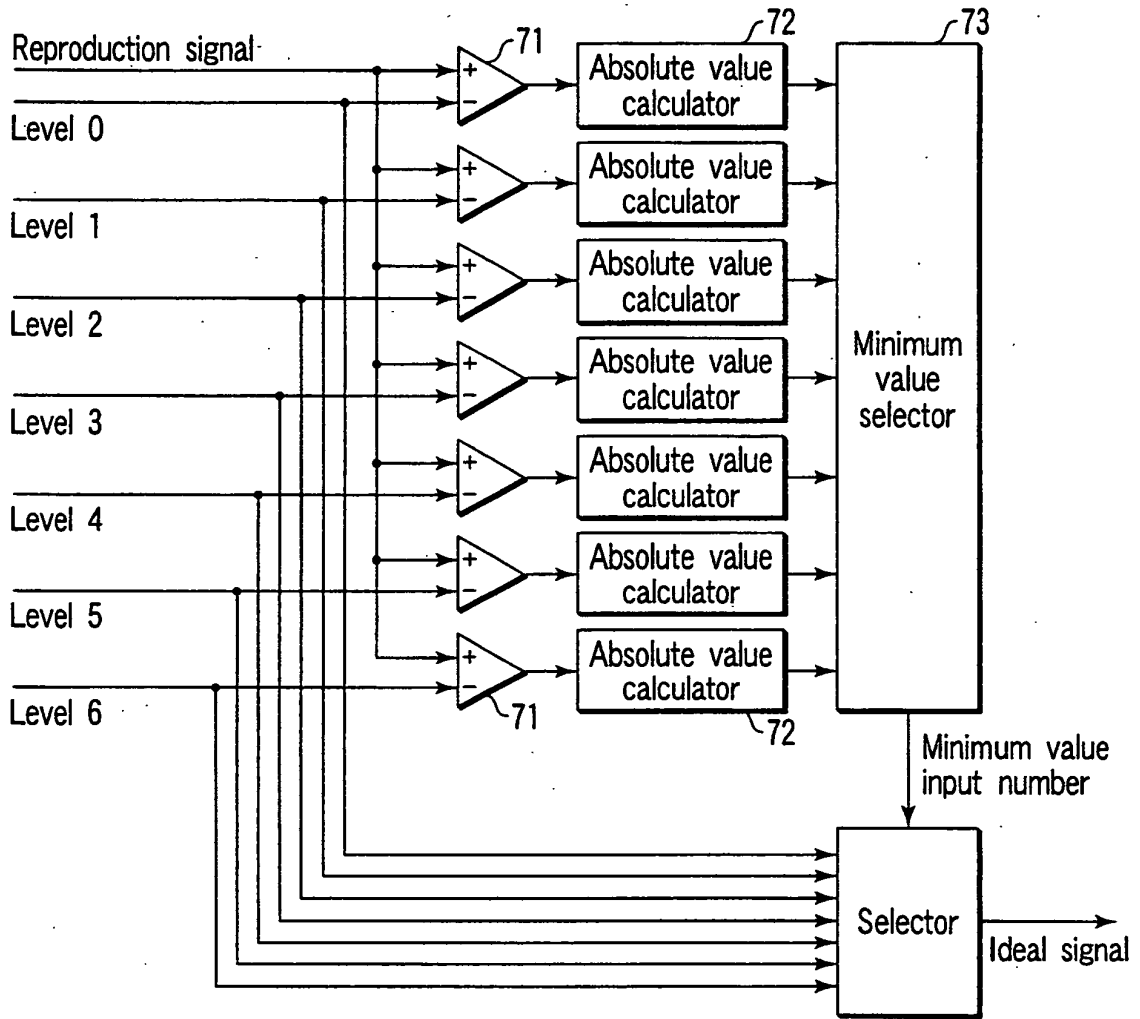 Reproduction signal
Level 0
Level 1
Level 2
Level 3
Level 4
Level 5
Level 6
71
+
−
+
−
+
−
+
−
+
−
+
−
+
−
71
72
Absolute value
calculator
Absolute value
calculator
Absolute value
calculator
Absolute value
calculator
Absolute value
calculator
Absolute value
calculator
Absolute value
calculator
72
73
Minimum
value
selector
Minimum value
input number
Selector
Ideal signal